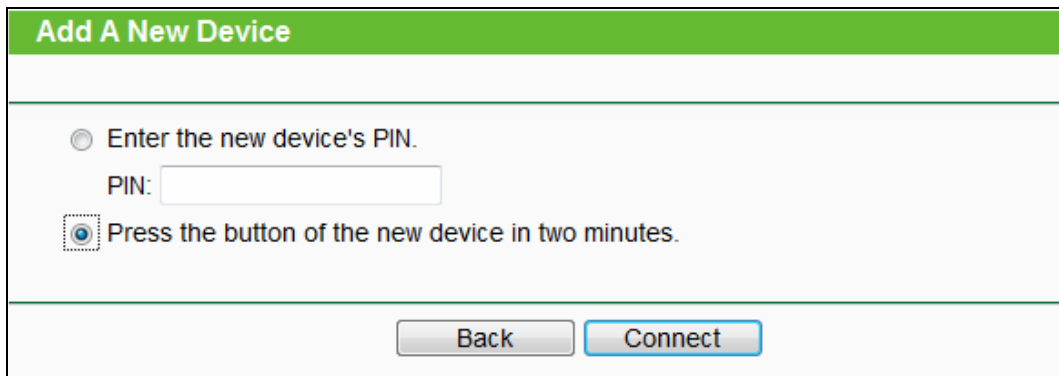 Add A New Device
Enter the new device's PIN.
PIN:
Press the button of the new device in two minutes.
Back Connect